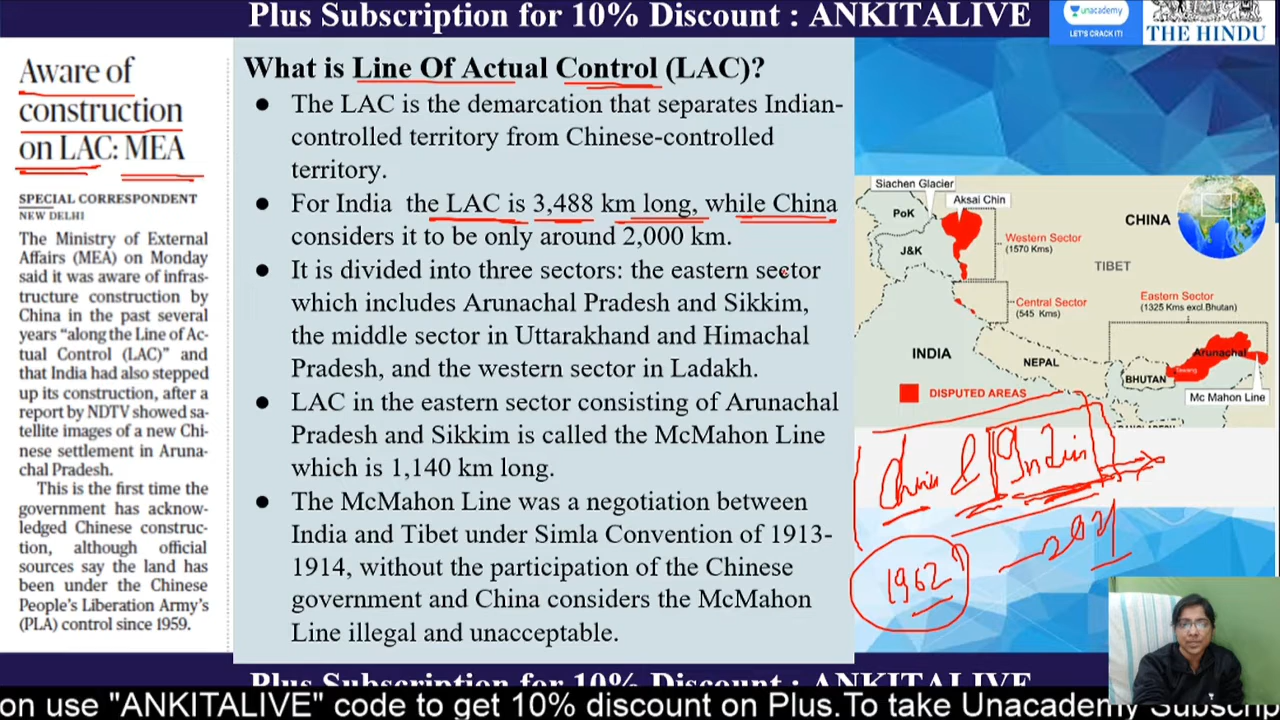 Plus Subscription for 10% Discount : ANKITALIVE
unacademy
LET'S CRACK IT!
THE HINDU
Aware of
construction
on LAC: MEA
SPECIAL CORRESPONDENT
NEW DELHI
The Ministry of External
Affairs (MEA) on Monday
said it was aware of infras-
tructure construction by
China in the past several
years “along the Line of Ac-
tual Control (LAC)” and
that India had also stepped
up its construction, after a
report by NDTV showed sa-
tellite images of a new Chi-
nese settlement in Aruna-
chal Pradesh.
This is the first time the
government has acknow-
ledged Chinese construc-
tion, although official
sources say the land has
been under the Chinese
People's Liberation Army's
(PLA) control since 1959.
What is Line Of Actual Control (LAC)?
● The LAC is the demarcation that separates Indian-
controlled territory from Chinese-controlled
territory.
● For India the LAC is 3,488 km long, while China
considers it to be only around 2,000 km.
● It is divided into three sectors: the eastern sector
which includes Arunachal Pradesh and Sikkim,
the middle sector in Uttarakhand and Himachal
Pradesh, and the western sector in Ladakh.
● LAC in the eastern sector consisting of Arunachal
Pradesh and Sikkim is called the McMahon Line
which is 1,140 km long.
● The McMahon Line was a negotiation between
India and Tibet under Simla Convention of 1913-
1914, without the participation of the Chinese
government and China considers the McMahon
Line illegal and unacceptable.
Siachen Glacier
Aksai Chin
PoK
CHINA
J&K
Western Sector
(1570 Kms)
TIBET
Central Sector
(545 Kms)
Eastern Sector
(1325 Kms excl.Bhutan)
INDIA
NEPAL
Arunachal
Tawang
BHUTAN
DISPUTED AREAS
Mc Mahon Line
China & India
1962 - 2021
Plus Subscription for 10% Discount : ANKITALIVE
on use "ANKITALIVE" code to get 10% discount on Plus.To take Unacademy Subscrip